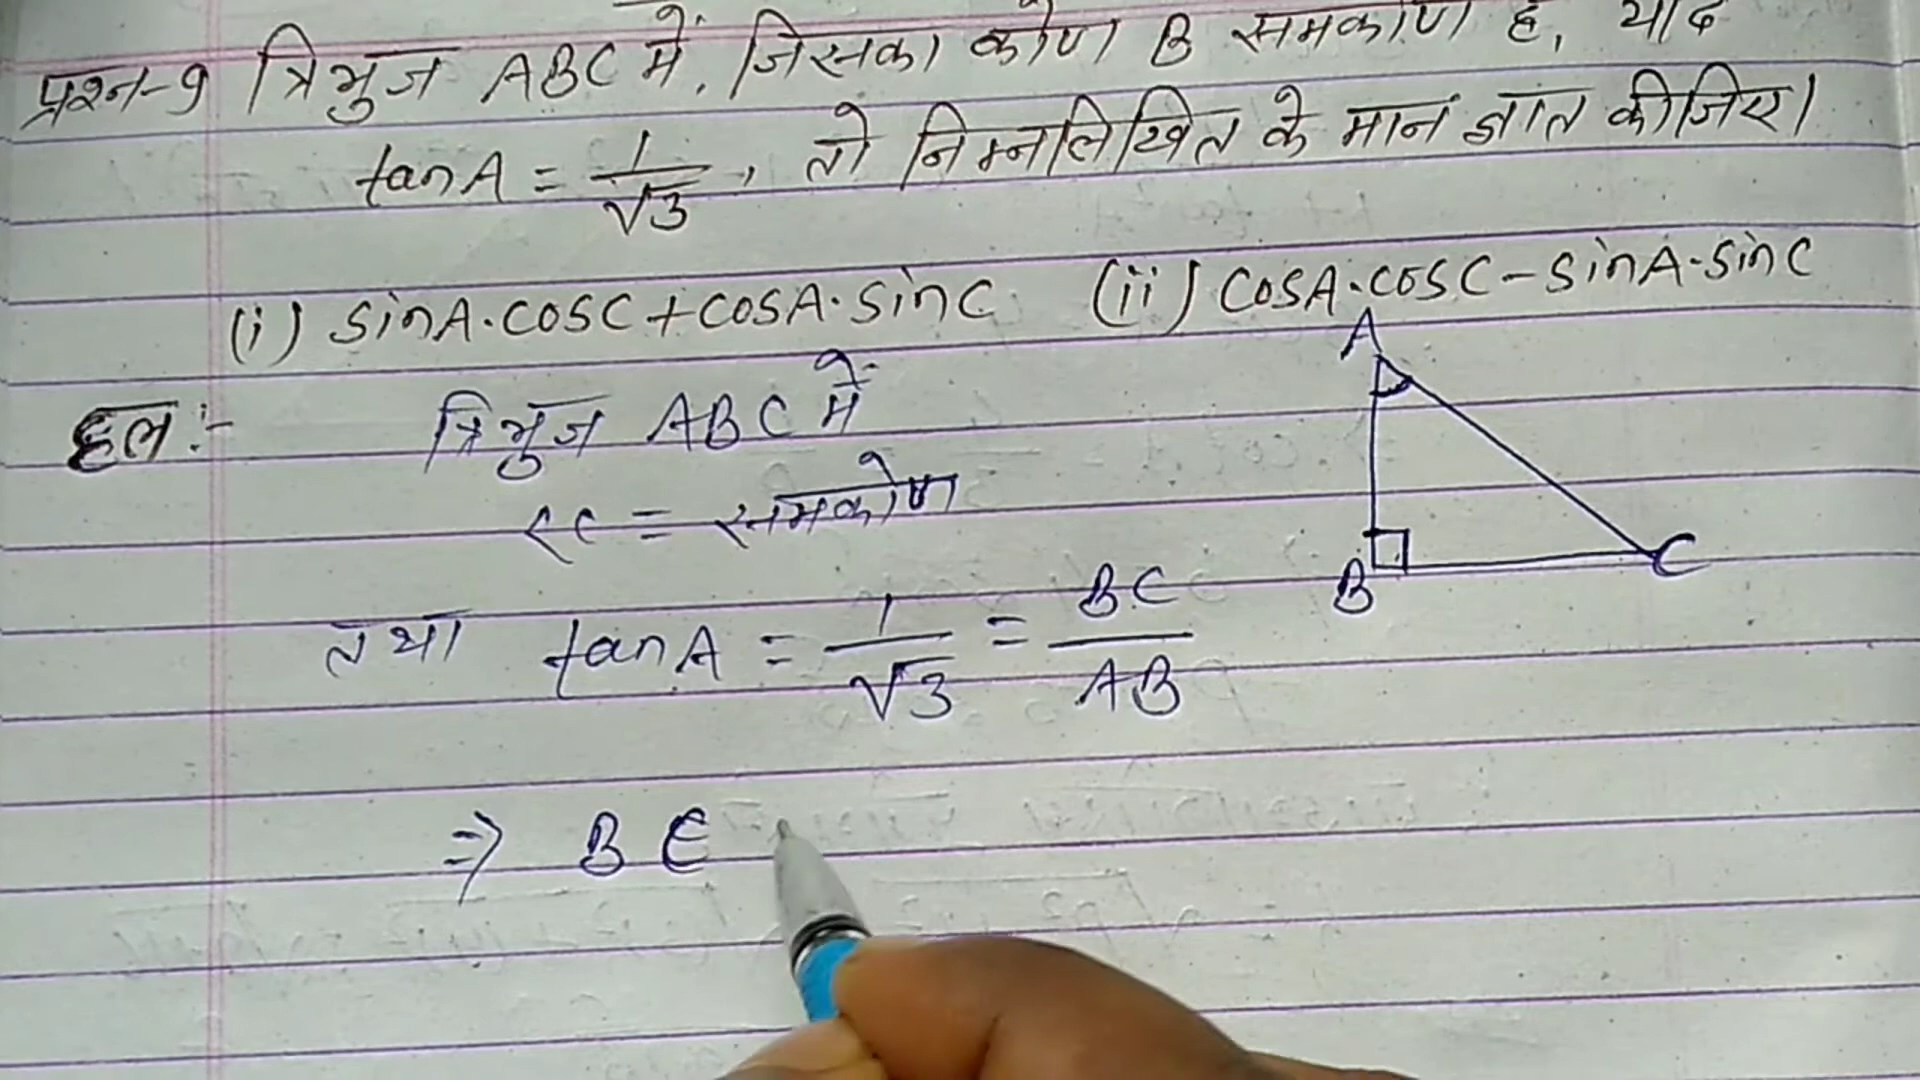 प्रश्न-9 त्रिभुज ABC में, जिसका कोण B समकोण है, यदि
tanA = 1/√3, तो निम्नलिखित के मान ज्ञात कीजिए।
(i) sinA·cosC+cosA·sinC (ii) cosA·cosC-sinA·sinC
हल:- त्रिभुज ABC में
∠C = समकोण
तथा tanA = 1/√3 = BC/AB
⇒ BC
A
B
C